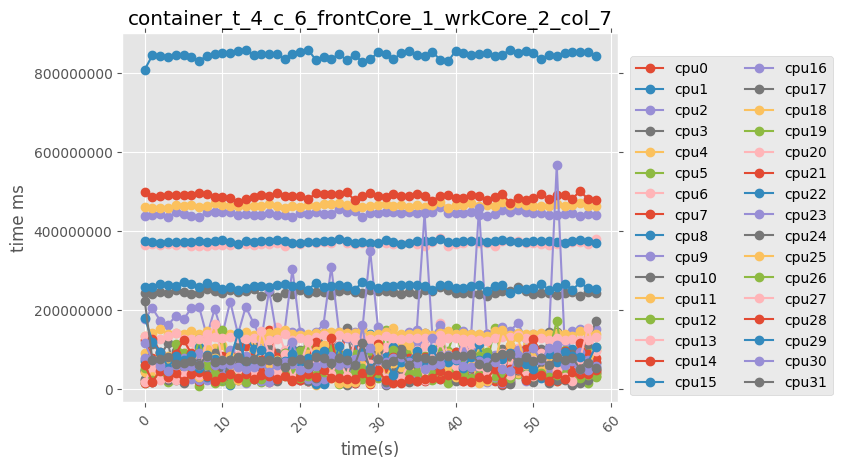 container_t_4_c_6_frontCore_1_wrkCore_2_col_7
time ms
800000000
600000000
400000000
200000000
0
0
10
20
30
40
50
60
time(s)
cpu0
cpu1
cpu2
cpu3
cpu4
cpu5
cpu6
cpu7
cpu8
cpu9
cpu10
cpu11
cpu12
cpu13
cpu14
cpu15
cpu16
cpu17
cpu18
cpu19
cpu20
cpu21
cpu22
cpu23
cpu24
cpu25
cpu26
cpu27
cpu28
cpu29
cpu30
cpu31